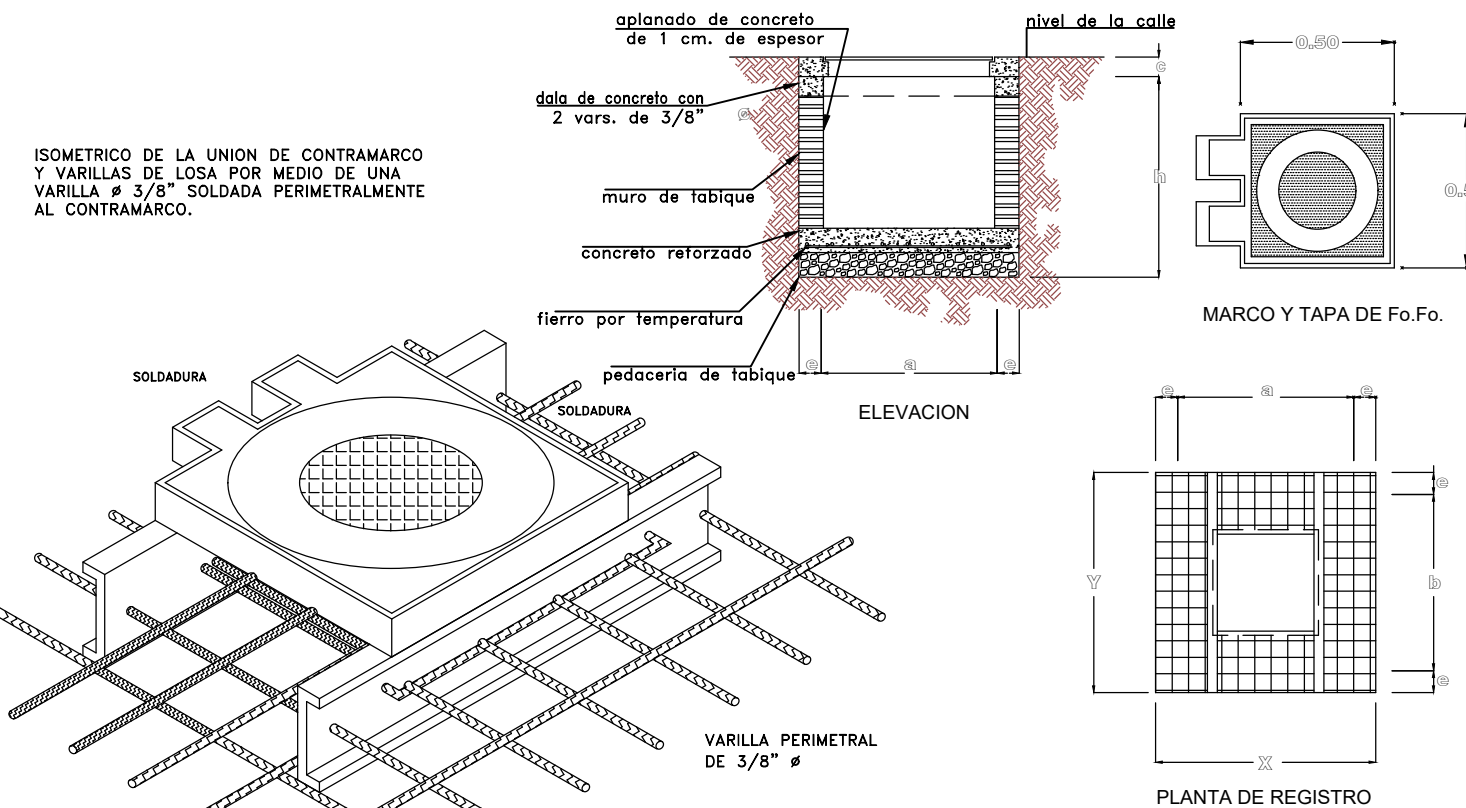 aplanado de concreto
de 1 cm. de espesor
nivel de la calle
0.50
c
dala de concreto con
2 vars. de 3/8”
ø
ISOMETRICO DE LA UNION DE CONTRAMARCO
Y VARILLAS DE LOSA POR MEDIO DE UNA
VARILLA ø 3/8” SOLDADA PERIMETRALMENTE
AL CONTRAMARCO.
muro de tabique
h
concreto reforzado
fierro por temperatura
MARCO Y TAPA DE Fo.Fo.
pedaceria de tabique
e
a
e
ELEVACION
SOLDADURA
SOLDADURA
e
a
e
e
Y
b
e
X
PLANTA DE REGISTRO
VARILLA PERIMETRAL
DE 3/8” ø